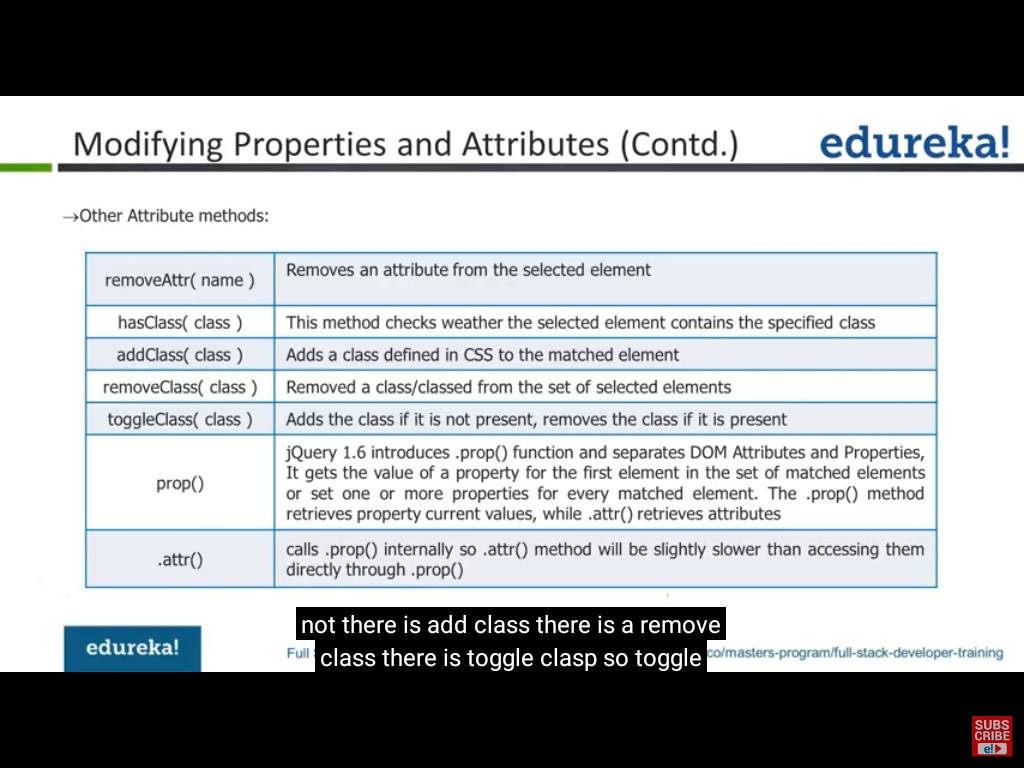 Modifying Properties and Attributes (Contd.)
edureka!
→Other Attribute methods:
removeAttr( name )
Removes an attribute from the selected element
hasClass( class )
This method checks weather the selected element contains the specified class
addClass( class )
Adds a class defined in CSS to the matched element
removeClass( class )
Removed a class/classed from the set of selected elements
toggleClass( class )
Adds the class if it is not present, removes the class if it is present
prop()
jQuery 1.6 introduces .prop() function and separates DOM Attributes and Properties,
It gets the value of a property for the first element in the set of matched elements
or set one or more properties for every matched element. The .prop() method
retrieves property current values, while .attr() retrieves attributes
.attr()
calls .prop() internally so .attr() method will be slightly slower than accessing them
directly through .prop()
not there is add class there is a remove
class there is toggle clasp so toggle
edureka!
Full
co/masters-program/full-stack-developer-training
SUBS
CRIBE
e!